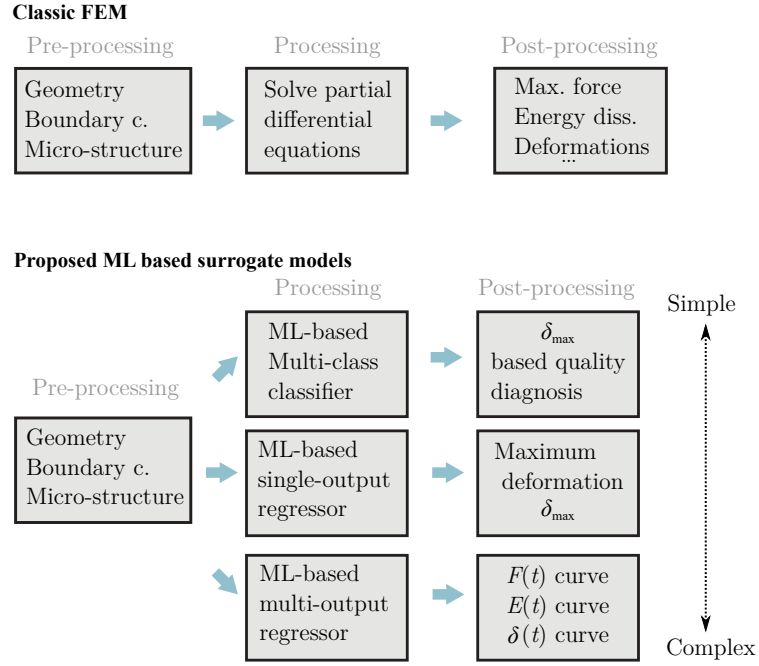 Classic FEM
Pre-processing
Processing
Post-processing
Geometry
Boundary c.
Micro-structure
Solve partial
differential
equations
Max. force
Energy diss.
Deformations
...
Proposed ML based surrogate models
Processing
Post-processing
Simple
Pre-processing
Geometry
Boundary c.
Micro-structure
ML-based
Multi-class
classifier
δmax
based quality
diagnosis
ML-based
single-output
regressor
Maximum
deformation
δmax
ML-based
multi-output
regressor
F(t) curve
E(t) curve
δ(t) curve
Complex